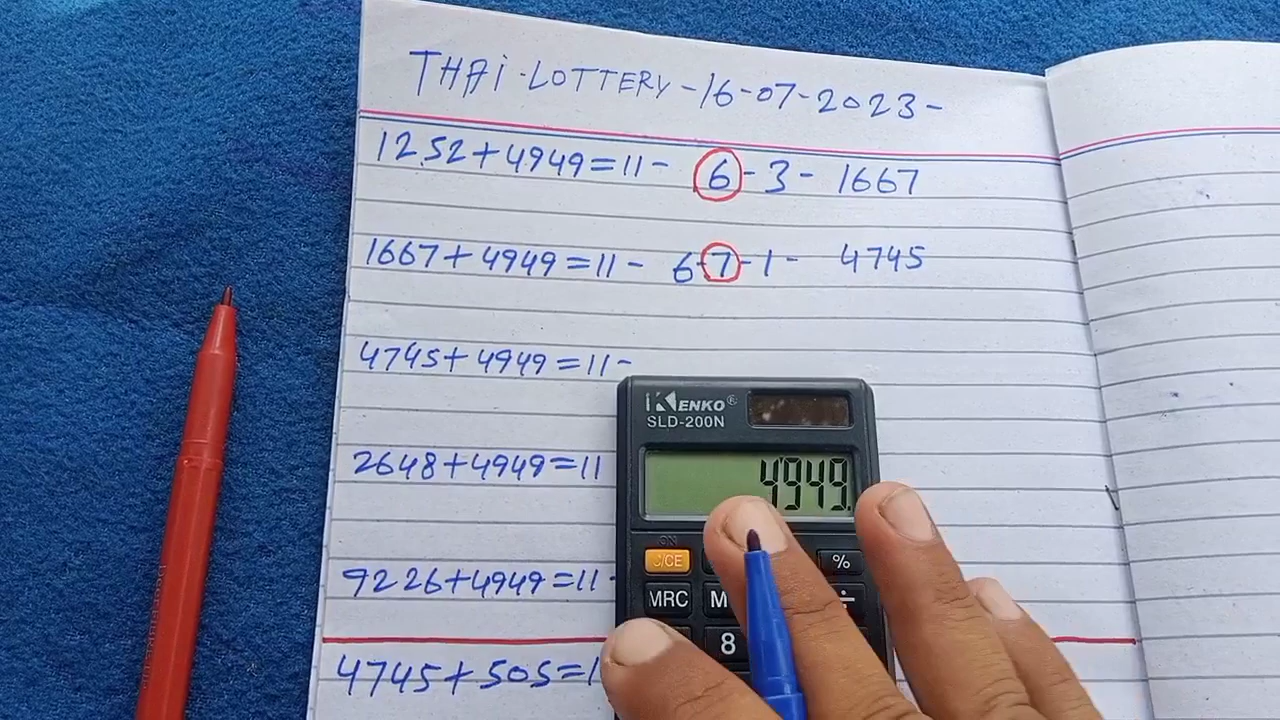 THAi-LOTTERY-16-07-2023-
1252+4949=11- 6-3- 1667
1667+4949=11- 6-7-1- 4745
4745+4949=11-
KENKO®
SLD-200N
2648+4949=11
4949.
ON
C/CE
%
9226+4949=11-
MRC
M
÷
8
4745+505=1